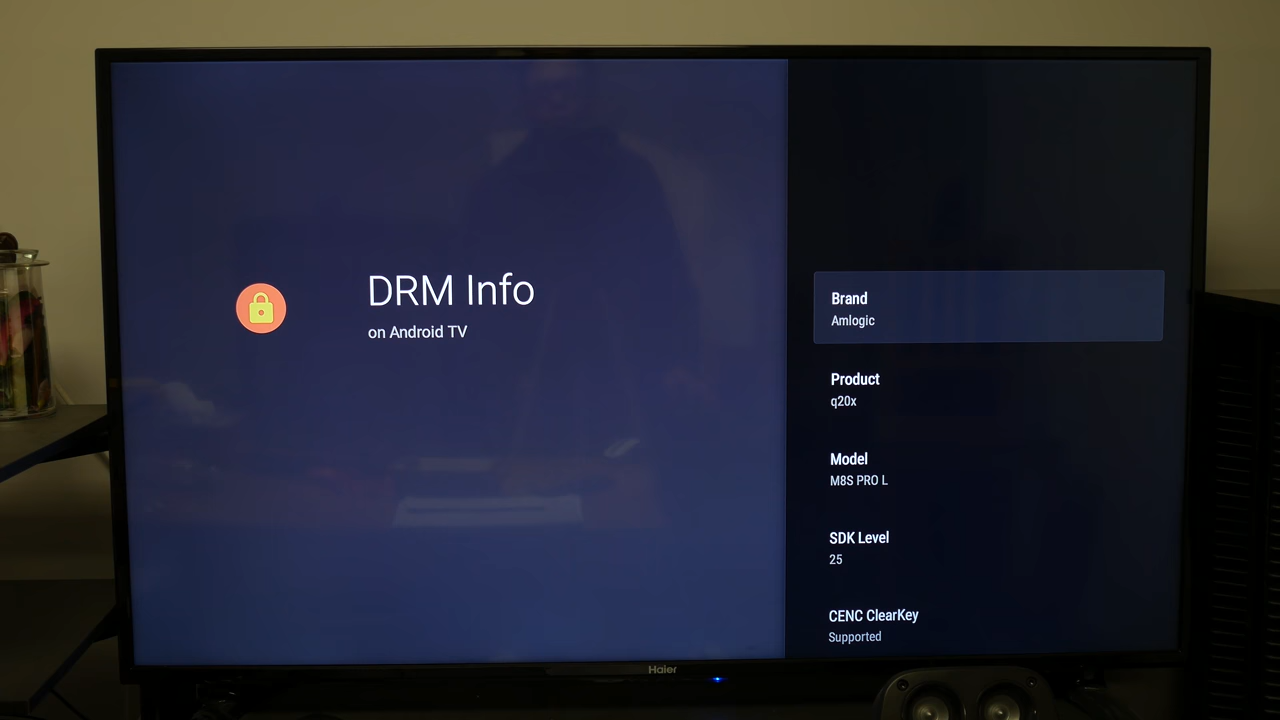 DRM Info
on Android TV
Brand
Amlogic
Product
q20x
Model
M8S PRO L
SDK Level
25
CENC ClearKey
Supported
Haier